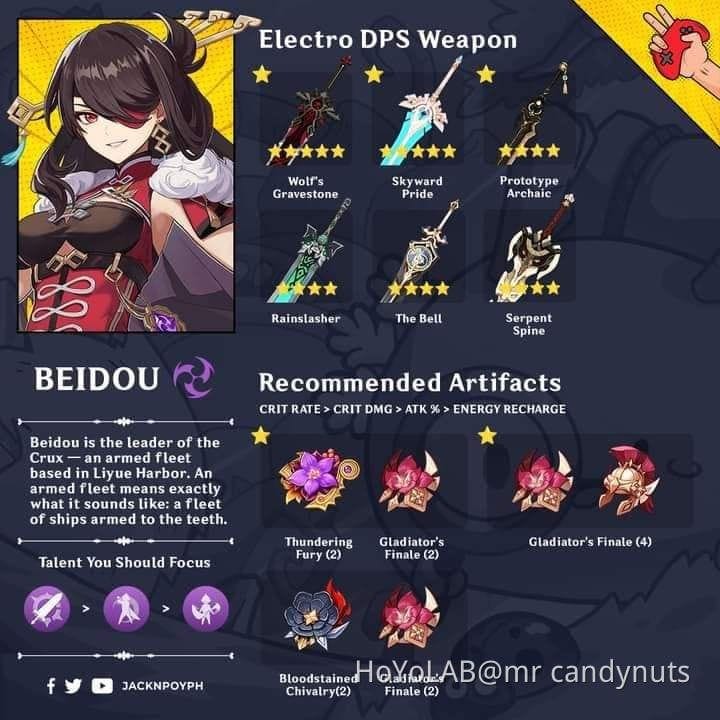 Electro DPS Weapon
Wolf's
Gravestone
Skyward
Pride
Prototype
Archaic
Rainslasher
The Bell
Serpent
Spine
BEIDOU
Beidou is the leader of the
Crux — an armed fleet
based in Liyue Harbor. An
armed fleet means exactly
what it sounds like: a fleet
of ships armed to the teeth.
Talent You Should Focus
> >
JACKNPOYPH
Recommended Artifacts
CRIT RATE > CRIT DMG > ATK % > ENERGY RECHARGE
Thundering
Fury (2)
Gladiator's
Finale (2)
Gladiator's Finale (4)
Bloodstained
Chivalry(2)
Gladiator's
Finale (2)
HoYoLAB@mr candynuts